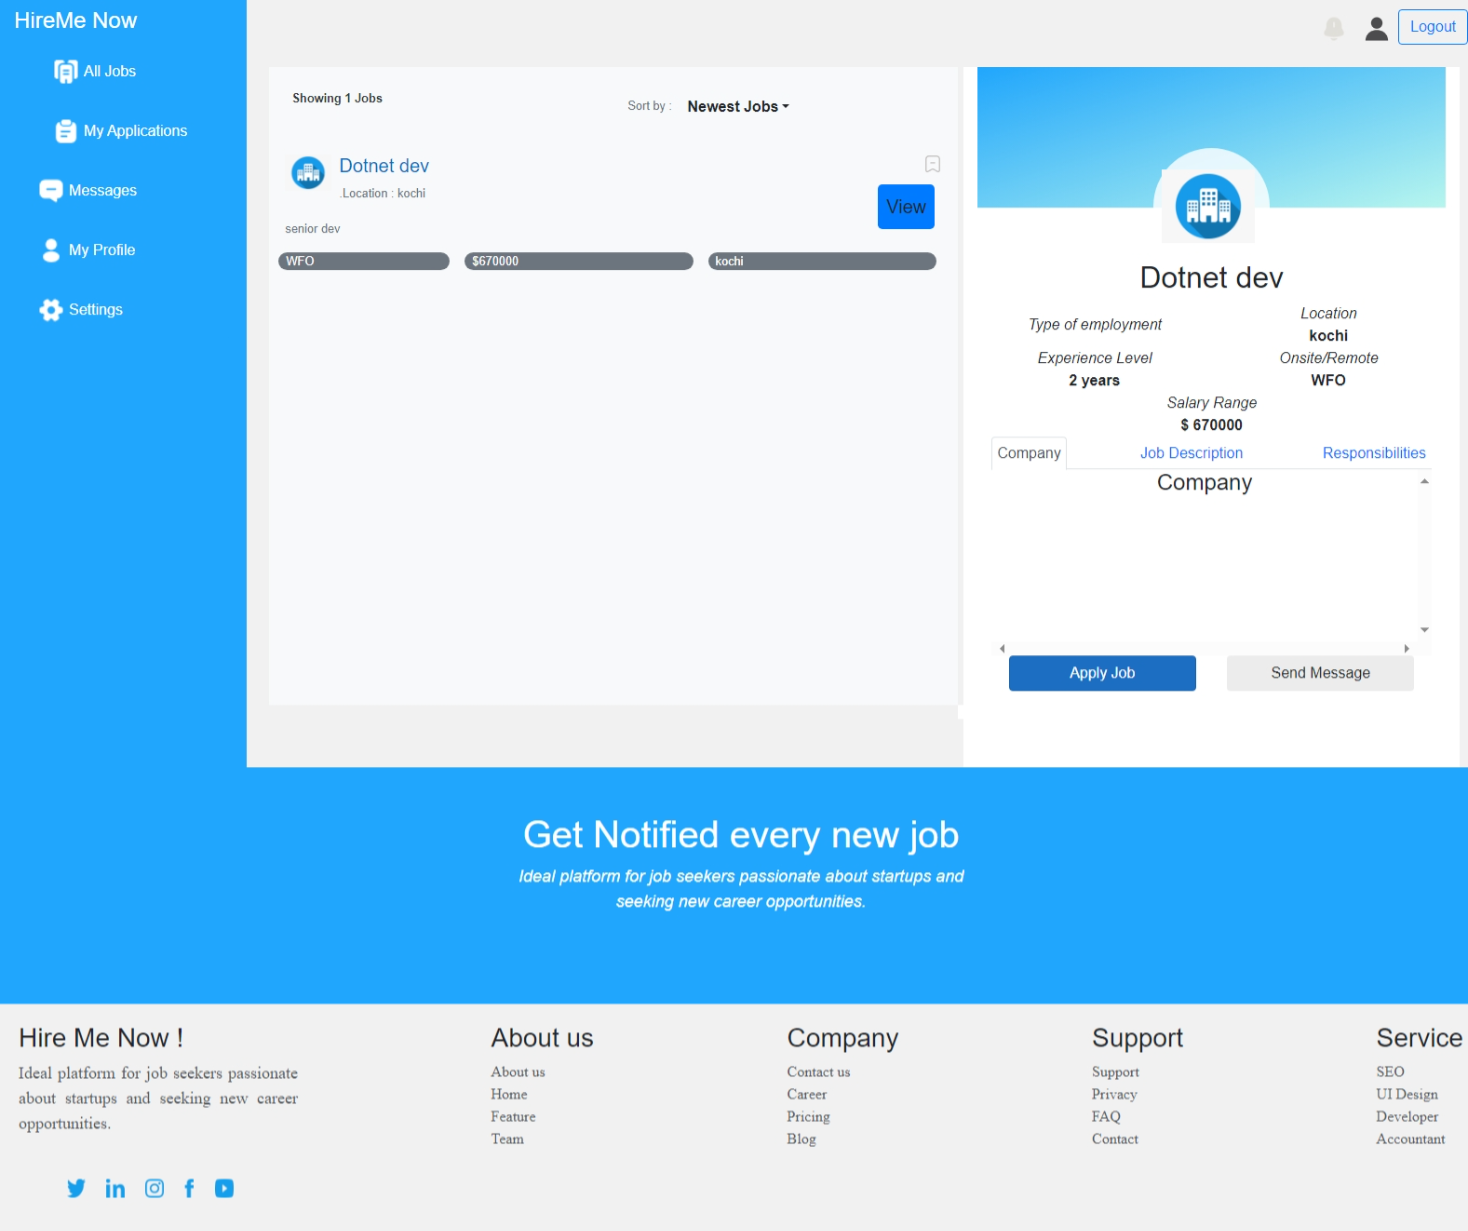 HireMe Now
All Jobs
My Applications
Messages
My Profile
Settings
Logout
Showing 1 Jobs
Sort by :
Newest Jobs
Dotnet dev
.Location : kochi
View
senior dev
WFO
$670000
kochi
Dotnet dev
Type of employment
Location
kochi
Experience Level
2 years
Onsite/Remote
WFO
Salary Range
$ 670000
Company
Job Description
Responsibilities
Company
Apply Job
Send Message
Get Notified every new job
Ideal platform for job seekers passionate about startups and
seeking new career opportunities.
Hire Me Now !
Ideal platform for job seekers passionate
about startups and seeking new career
opportunities.
About us
About us
Home
Feature
Team
Company
Contact us
Career
Pricing
Blog
Support
Support
Privacy
FAQ
Contact
Service
SEO
UI Design
Developer
Accountant